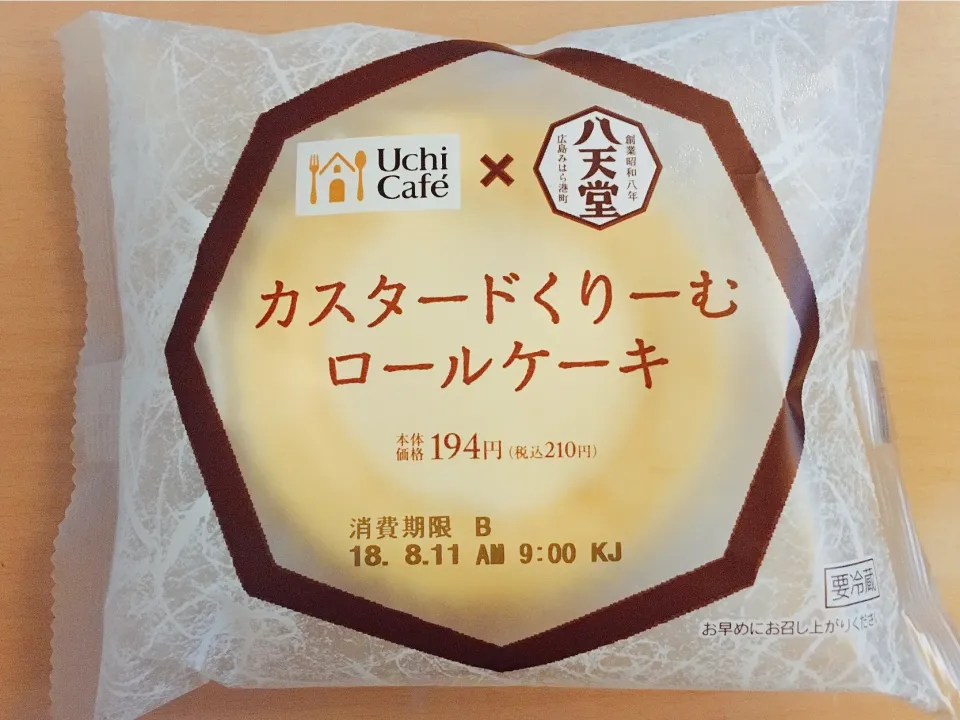 Uchi
Café
×
八天堂
創業昭和八年
広島みはら港町
カスタードくりーむ
ロールケーキ
本体
価格 194円 (税込210円)
消費期限 B
18. 8.11 AM 9:00 KJ
要冷蔵
お早めにお召し上がりくださ